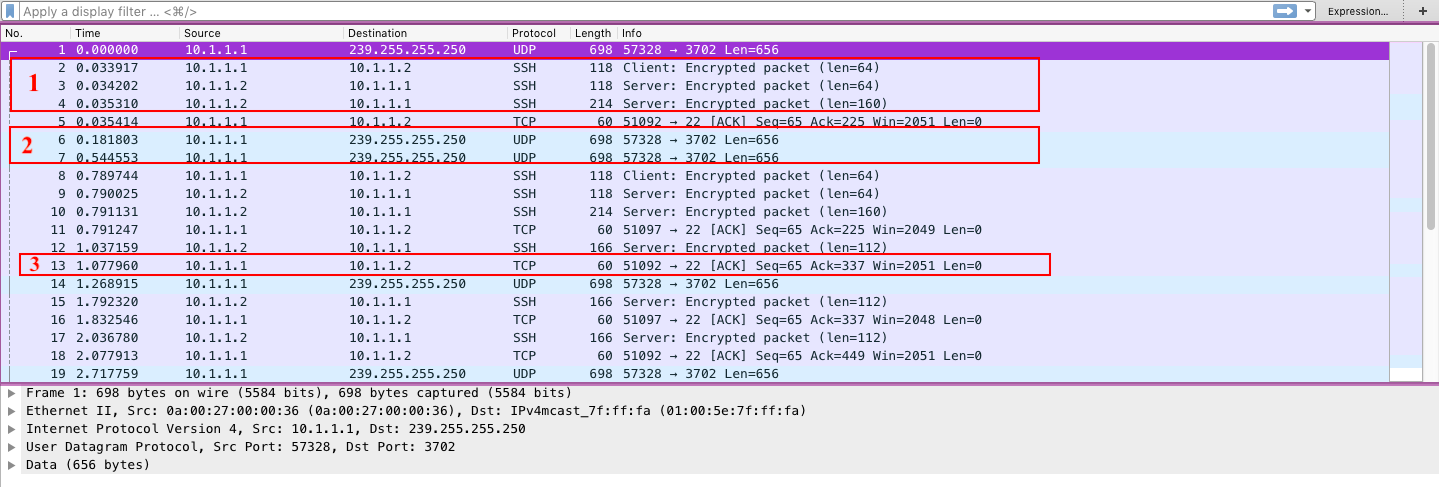 Apply a display filter ... <⌘/> Expression... +
No. Time Source Destination Protocol Length Info
1 0.000000 10.1.1.1 239.255.255.250 UDP 698 57328 → 3702 Len=656
2 0.033917 10.1.1.1 10.1.1.2 SSH 118 Client: Encrypted packet (len=64)
1
3 0.034202 10.1.1.2 10.1.1.1 SSH 118 Server: Encrypted packet (len=64)
4 0.035310 10.1.1.2 10.1.1.1 SSH 214 Server: Encrypted packet (len=160)
5 0.035414 10.1.1.1 10.1.1.2 TCP 60 51092 → 22 [ACK] Seq=65 Ack=225 Win=2051 Len=0
2
6 0.181803 10.1.1.1 239.255.255.250 UDP 698 57328 → 3702 Len=656
7 0.544553 10.1.1.1 239.255.255.250 UDP 698 57328 → 3702 Len=656
8 0.789744 10.1.1.1 10.1.1.2 SSH 118 Client: Encrypted packet (len=64)
9 0.790025 10.1.1.2 10.1.1.1 SSH 118 Server: Encrypted packet (len=64)
10 0.791131 10.1.1.2 10.1.1.1 SSH 214 Server: Encrypted packet (len=160)
11 0.791247 10.1.1.1 10.1.1.2 TCP 60 51097 → 22 [ACK] Seq=65 Ack=225 Win=2049 Len=0
12 1.037159 10.1.1.2 10.1.1.1 SSH 166 Server: Encrypted packet (len=112)
3 13 1.077960 10.1.1.1 10.1.1.2 TCP 60 51092 → 22 [ACK] Seq=65 Ack=337 Win=2051 Len=0
14 1.268915 10.1.1.1 239.255.255.250 UDP 698 57328 → 3702 Len=656
15 1.792320 10.1.1.2 10.1.1.1 SSH 166 Server: Encrypted packet (len=112)
16 1.832546 10.1.1.1 10.1.1.2 TCP 60 51097 → 22 [ACK] Seq=65 Ack=337 Win=2048 Len=0
17 2.036780 10.1.1.2 10.1.1.1 SSH 166 Server: Encrypted packet (len=112)
18 2.077913 10.1.1.1 10.1.1.2 TCP 60 51092 → 22 [ACK] Seq=65 Ack=449 Win=2051 Len=0
19 2.717759 10.1.1.1 239.255.255.250 UDP 698 57328 → 3702 Len=656
Frame 1: 698 bytes on wire (5584 bits), 698 bytes captured (5584 bits)
Ethernet II, Src: 0a:00:27:00:00:36 (0a:00:27:00:00:36), Dst: IPv4mcast_7f:ff:fa (01:00:5e:7f:ff:fa)
Internet Protocol Version 4, Src: 10.1.1.1, Dst: 239.255.255.250
User Datagram Protocol, Src Port: 57328, Dst Port: 3702
Data (656 bytes)